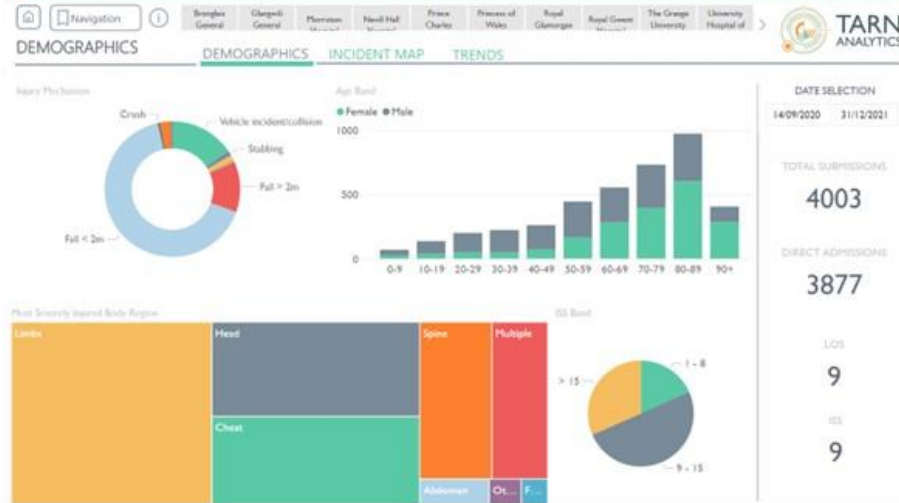 Navigation
Bronglais General
Glangwili General
Morriston
Nevill Hall
Prince Charles
Princess of Wales
Royal Glamorgan
Royal Gwent
The Grange University
University Hospital of
TARN
ANALYTICS
DEMOGRAPHICS
DEMOGRAPHICS INCIDENT MAP TRENDS
Injury Mechanism
Crush
Vehicle incident/collision
Stabbing
Fall > 2m
Fall < 2m
Age Band
Female Male
1000
500
0
0-9 10-19 20-29 30-39 40-49 50-59 60-69 70-79 80-89 90+
DATE SELECTION
14/09/2020 31/12/2021
TOTAL SUBMISSIONS
4003
DIRECT ADMISSIONS
3877
LOS
9
ISS
9
Most Severely Injured Body Region
Limbs
Head
Chest
Spine
Multiple
Abdomen
Ot...
F...
ISS Band
1 - 8
> 15
9 - 15